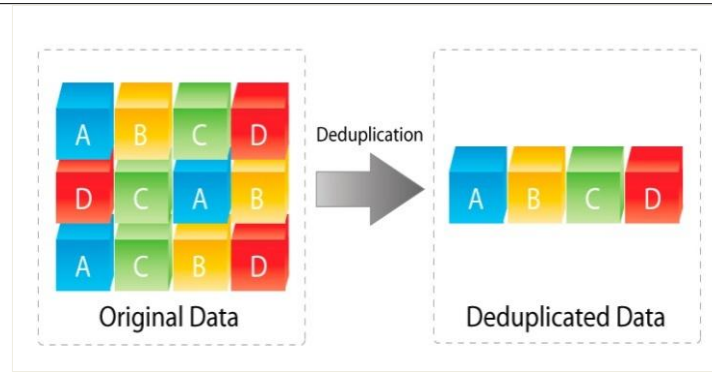 A B C D
Deduplication
D C A B
A B C D
A C B D
Original Data
Deduplicated Data